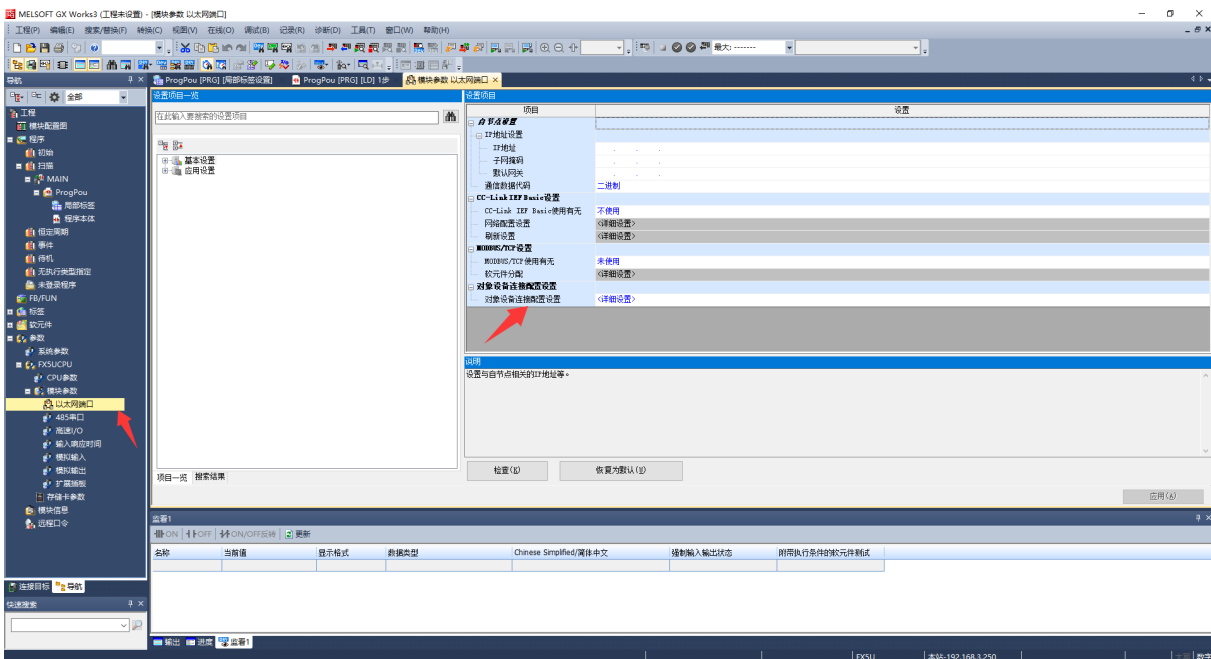 MELSOFT GX Works3 (工程未设置) - [模块参数 以太网端口]
工程(P) 编辑(E) 搜索/替换(F) 转换(C) 视图(V) 在线(O) 调试(B) 记录(R) 诊断(D) 工具(T) 窗口(W) 帮助(H)
最大: -------
导航
ProgPou [PRG] [局部标签设置]
ProgPou [PRG] [LD] 1步
模块参数 以太网端口
全部
工程
模块配置图
程序
初始
扫描
MAIN
ProgPou
局部标签
程序本体
恒定周期
事件
待机
无执行类型指定
未登录程序
FB/FUN
标签
软元件
参数
系统参数
FX5UCPU
CPU参数
模块参数
以太网端口
485串口
高速I/O
输入响应时间
模拟输入
模拟输出
扩展插板
存储卡参数
模块信息
远程口令
连接目标 导航
快速搜索
设置项目一览
在此输入要搜索的设置项目
基本设置
应用设置
项目一览 搜索结果
设置项目
项目 设置
自节点设置
IP地址设置
IP地址 . . .
子网掩码 . . .
默认网关 . . .
通信数据代码 二进制
CC-Link IEF Basic设置
CC-Link IEF Basic使用有无 不使用
网络配置设置 <详细设置>
刷新设置 <详细设置>
MODBUS/TCP设置
MODBUS/TCP使用有无 未使用
软元件分配 <详细设置>
对象设备连接配置设置
对象设备连接配置设置 <详细设置>
说明
设置与自节点相关的IP地址等。
检查(K) 恢复为默认(U)
应用(A)
监看1
ON OFF ON/OFF反转 更新
名称 当前值 显示格式 数据类型 Chinese Simplified/简体中文 强制输入输出状态 附带执行条件的软元件测试
输出 进度 监看1
FX5U 本站-192.168.3.250 数字